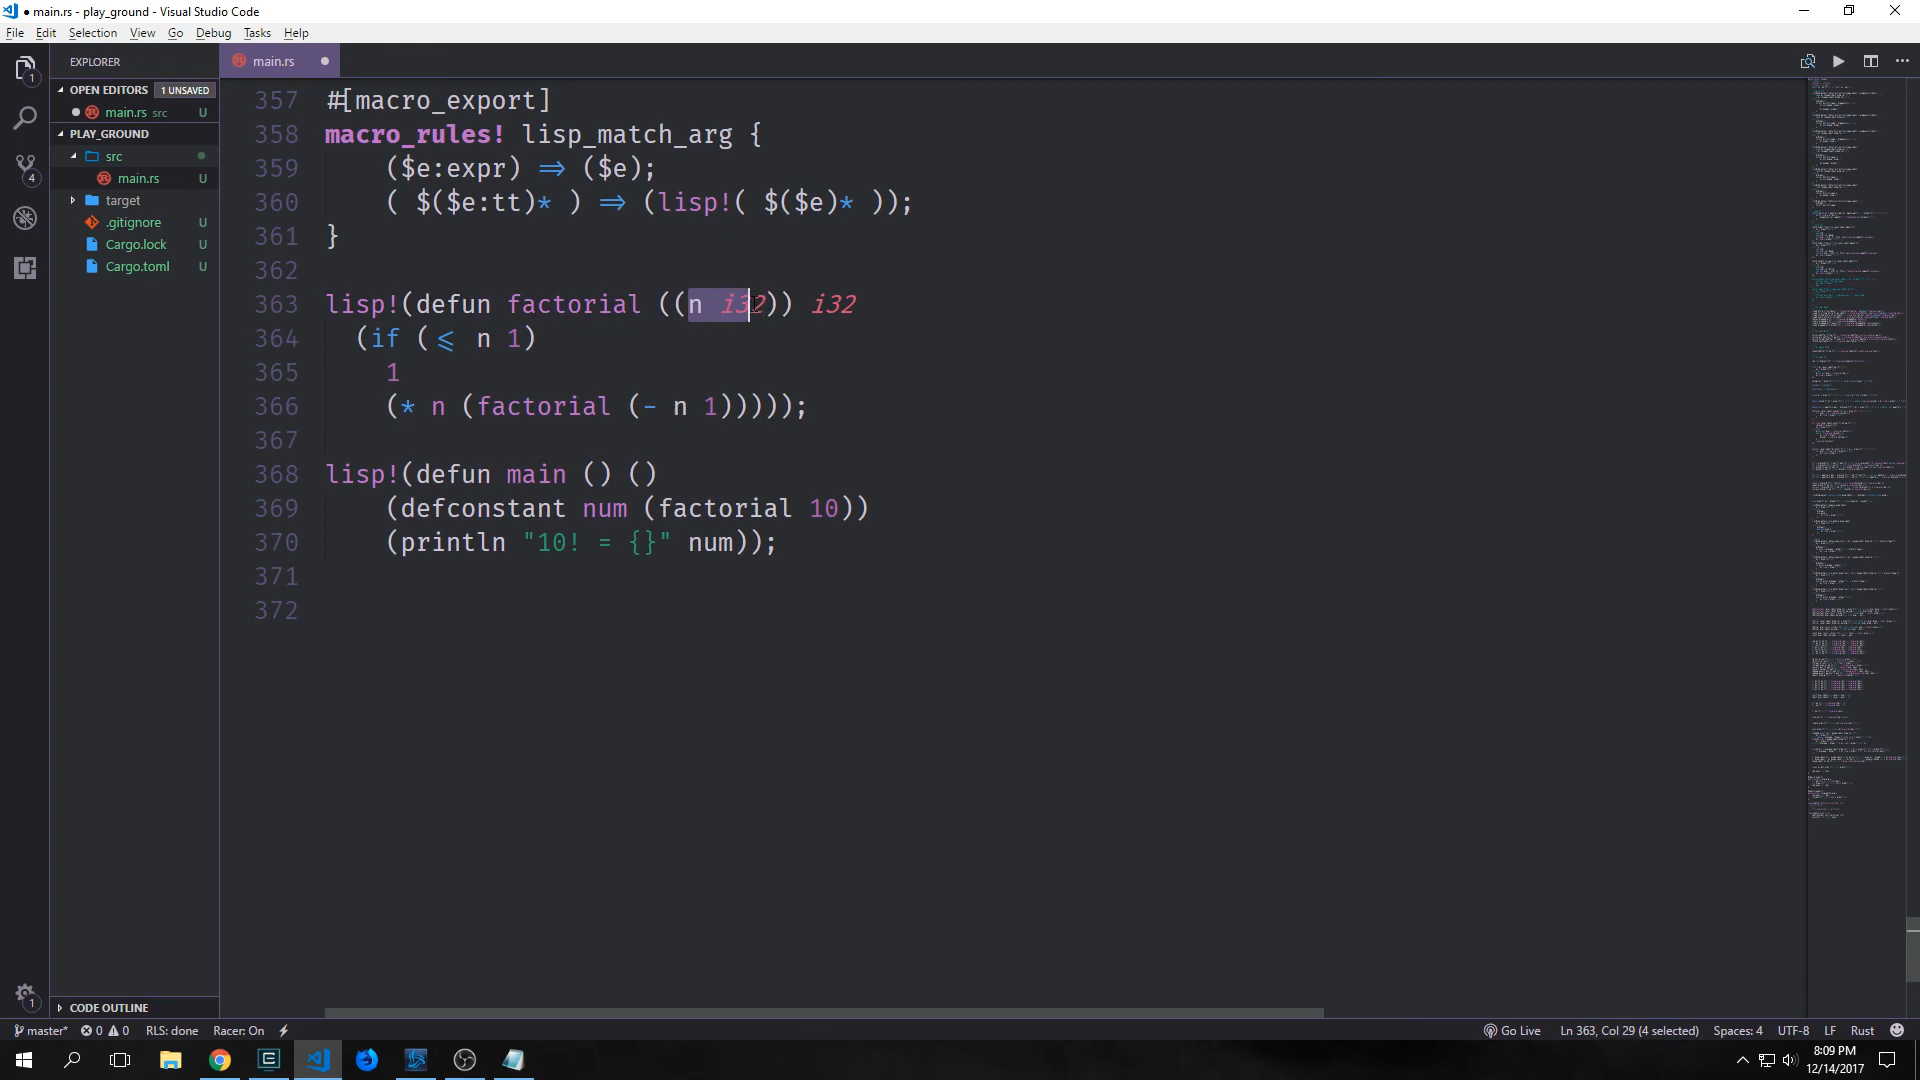 ● main.rs - play_ground - Visual Studio Code
File Edit Selection View Go Debug Tasks Help
EXPLORER
main.rs
OPEN EDITORS 1 UNSAVED
main.rs src U
PLAY_GROUND
src
main.rs U
target
.gitignore U
Cargo.lock U
Cargo.toml U
1
4
357 #[macro_export]
358 macro_rules! lisp_match_arg {
359 ($e:expr) => ($e);
360 ( $($e:tt)* ) => (lisp!( $($e)* ));
361 }
362
363 lisp!(defun factorial ((n i32)) i32
364 (if (<= n 1)
365 1
366 (* n (factorial (- n 1)))));
367
368 lisp!(defun main () ()
369 (defconstant num (factorial 10))
370 (println "10! = {}" num));
371
372
1
CODE OUTLINE
master* 0 0 RLS: done Racer: On Go Live Ln 363, Col 29 (4 selected) Spaces: 4 UTF-8 LF Rust
8:09 PM
12/14/2017